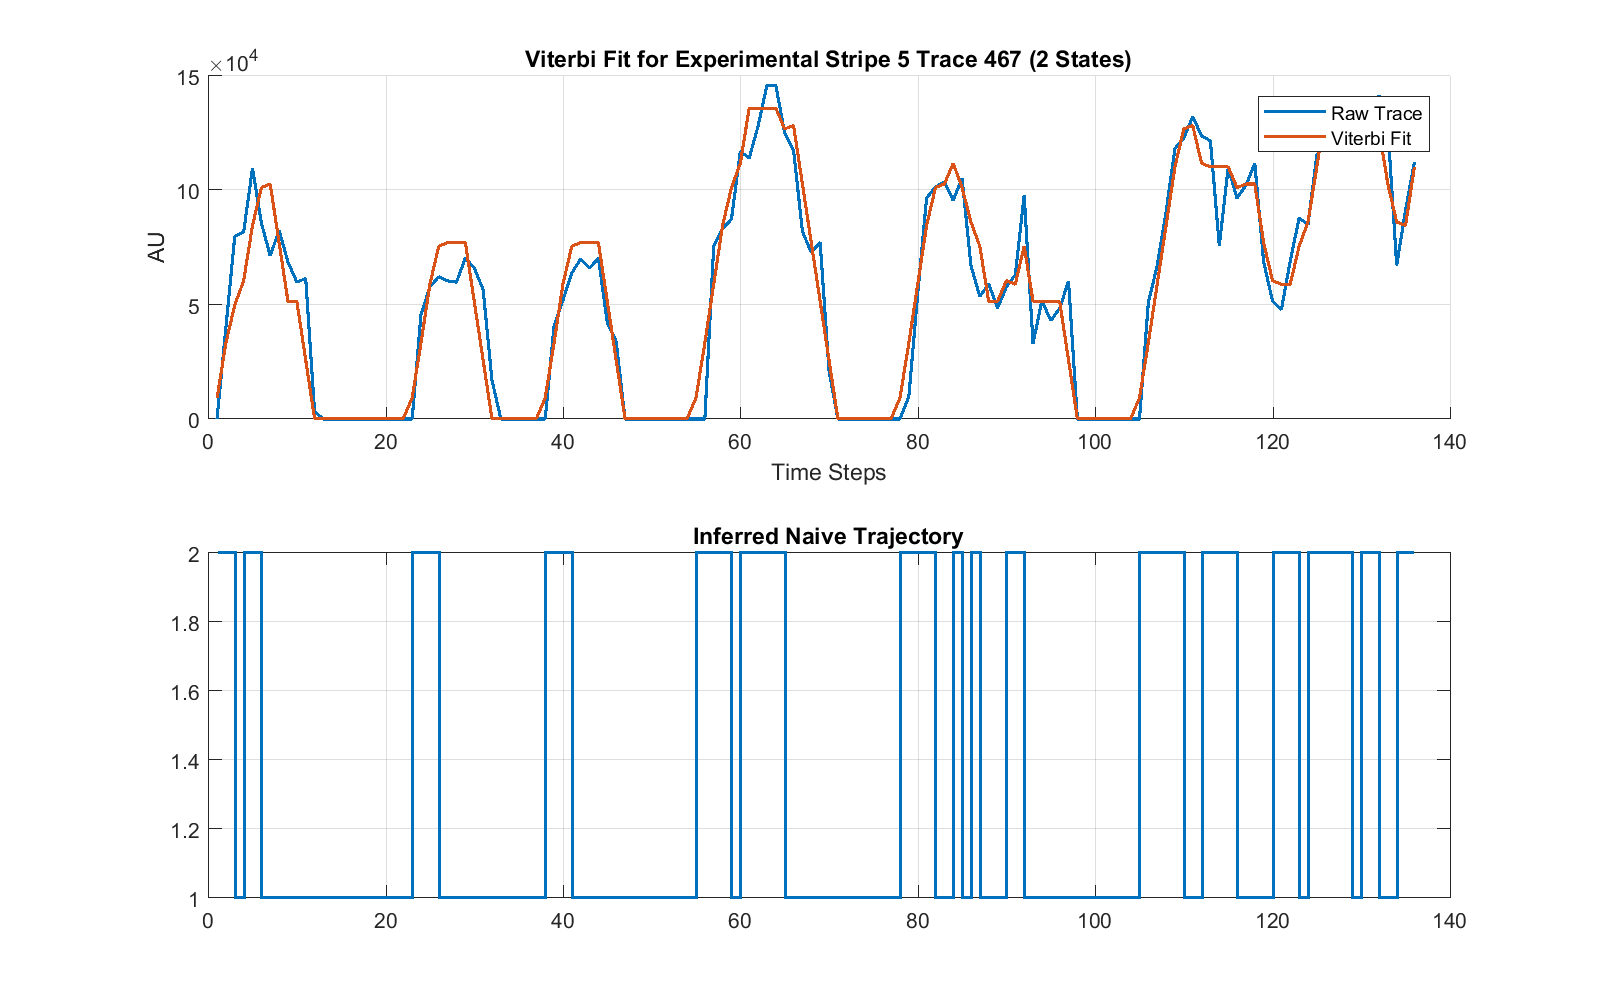 Viterbi Fit for Experimental Stripe 5 Trace 467 (2 States)
×10⁴
15
10
5
0
AU
Raw Trace
Viterbi Fit
0 20 40 60 80 100 120 140
Time Steps
Inferred Naive Trajectory
2
1.8
1.6
1.4
1.2
1
0 20 40 60 80 100 120 140